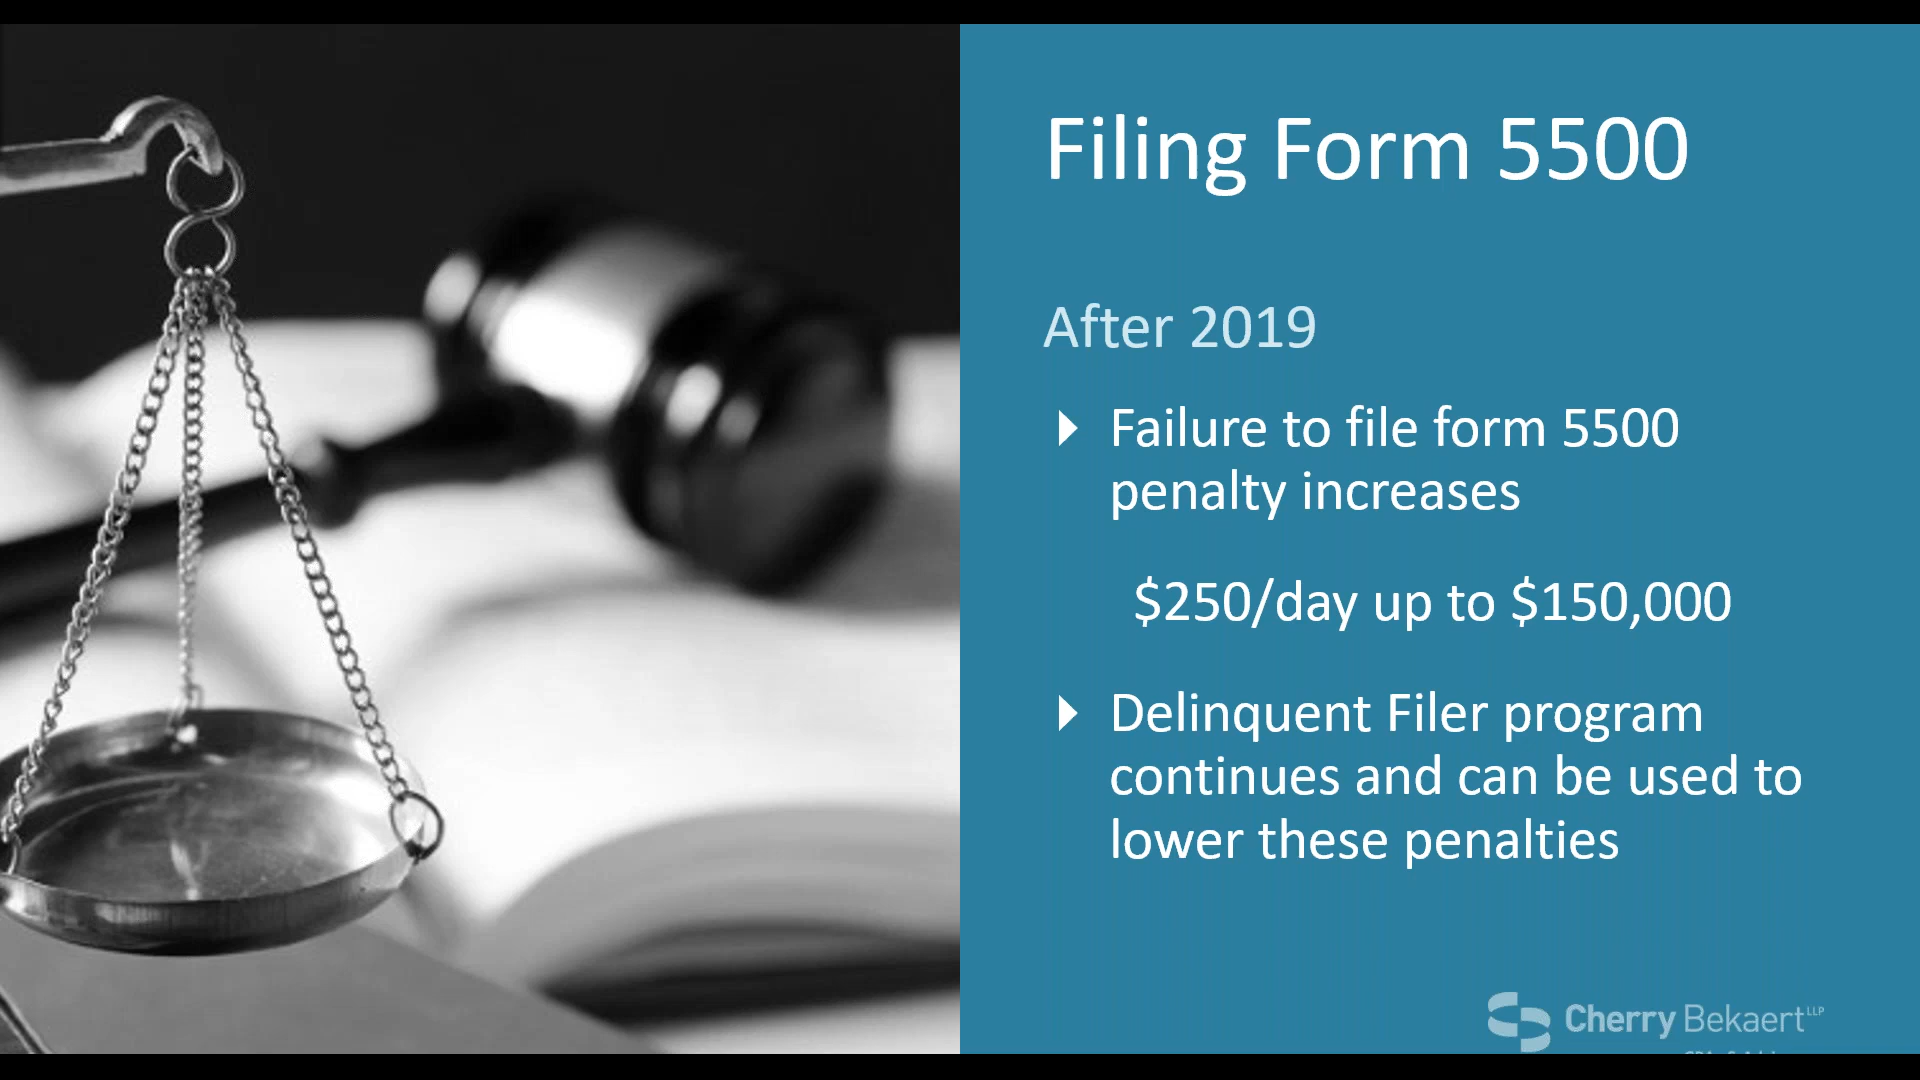 Filing Form 5500
After 2019
Failure to file form 5500
penalty increases
$250/day up to $150,000
Delinquent Filer program
continues and can be used to
lower these penalties
Cherry Bekaert LLP